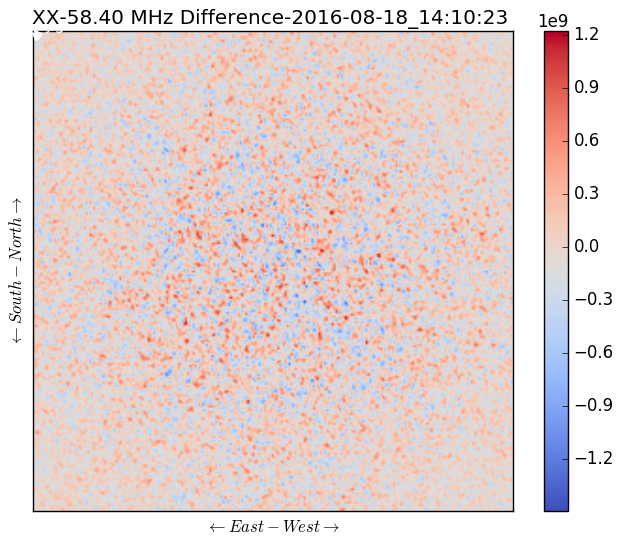 XX-58.40 MHz Difference-2016-08-18_14:10:23
1e9
1.2
0.9
0.6
0.3
0.0
−0.3
−0.6
−0.9
−1.2
←South − North→
←East − West→